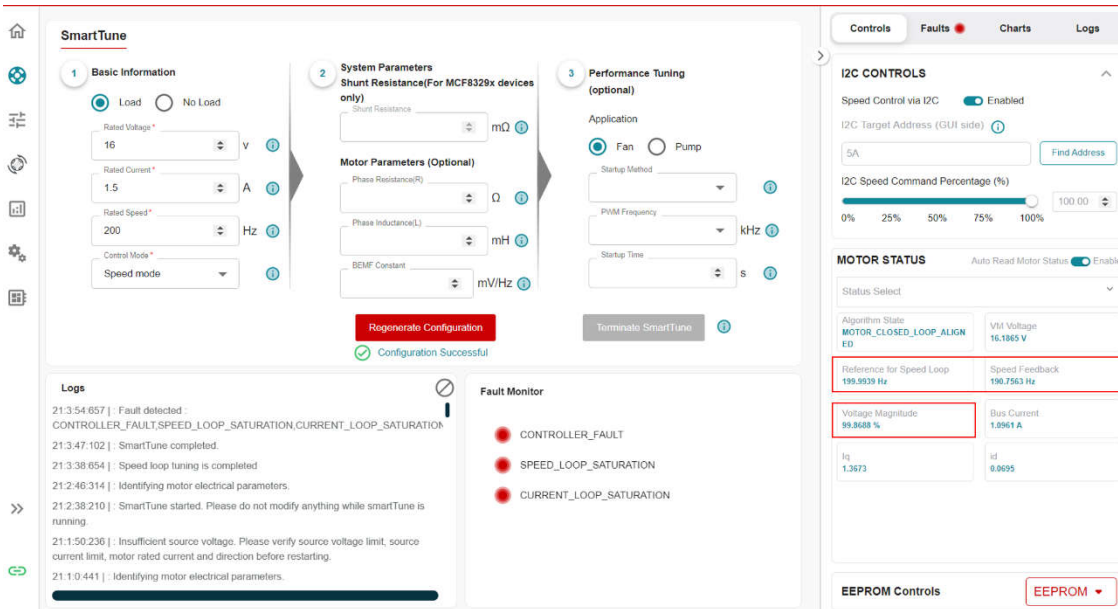 SmartTune
1
Basic Information
Load
No Load
Rated Voltage *
16
V
Rated Current *
1.5
A
Rated Speed *
200
Hz
Control Mode *
Speed mode
2
System Parameters
Shunt Resistance(For MCF8329x devices
only)
Shunt Resistance
mΩ
Motor Parameters (Optional)
Phase Resistance(R)
Ω
Phase Inductance(L)
mH
BEMF Constant
mV/Hz
3
Performance Tuning
(optional)
Application
Fan
Pump
Startup Method
PWM Frequency
kHz
Startup Time
s
Regenerate Configuration
Configuration Successful
Terminate SmartTune
Logs
21:3:54:657 | : Fault detected :
CONTROLLER_FAULT,SPEED_LOOP_SATURATION,CURRENT_LOOP_SATURATION
21:3:47:102 | : SmartTune completed.
21:3:38:654 | : Speed loop tuning is completed
21:2:46:314 | : Identifying motor electrical parameters.
21:2:38:210 | : SmartTune started. Please do not modify anything while smartTune is
running.
21:1:50:236 | : Insufficient source voltage. Please verify source voltage limit, source
current limit, motor rated current and direction before restarting.
21:1:0:441 | : Identifying motor electrical parameters.
Fault Monitor
CONTROLLER_FAULT
SPEED_LOOP_SATURATION
CURRENT_LOOP_SATURATION
Controls
Faults
Charts
Logs
I2C CONTROLS
Speed Control via I2C
Enabled
I2C Target Address (GUI side)
5A
Find Address
I2C Speed Command Percentage (%)
100.00
0% 25% 50% 75% 100%
MOTOR STATUS
Auto Read Motor Status
Enable
Status Select
Algorithm State
MOTOR_CLOSED_LOOP_ALIGN
ED
VM Voltage
16.1865 V
Reference for Speed Loop
199.9939 Hz
Speed Feedback
190.7563 Hz
Voltage Magnitude
99.8688 %
Bus Current
1.0961 A
Iq
1.3673
id
0.0695
EEPROM Controls
EEPROM